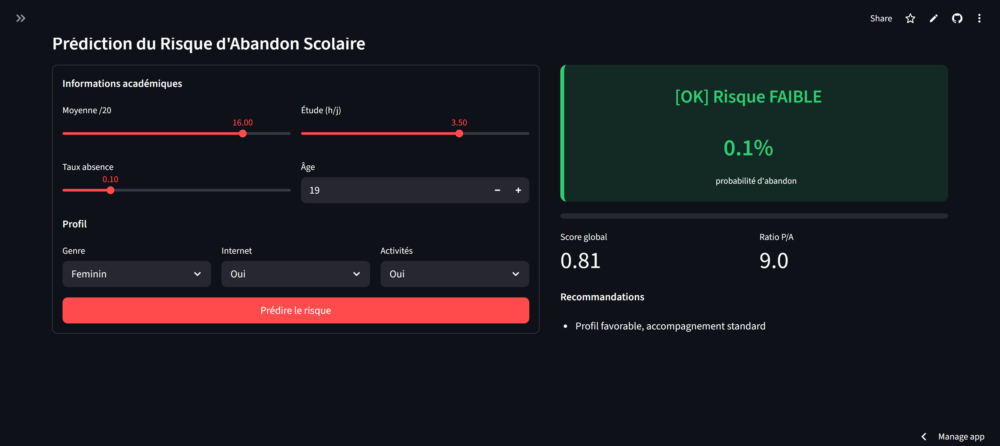 Share
Prédiction du Risque d'Abandon Scolaire
Informations académiques
Moyenne /20
16.00
Étude (h/j)
3.50
Taux absence
0.10
Âge
19
Profil
Genre
Feminin
Internet
Oui
Activités
Oui
Prédire le risque
[OK] Risque FAIBLE
0.1%
probabilité d'abandon
Score global
0.81
Ratio P/A
9.0
Recommandations
Profil favorable, accompagnement standard
Manage app